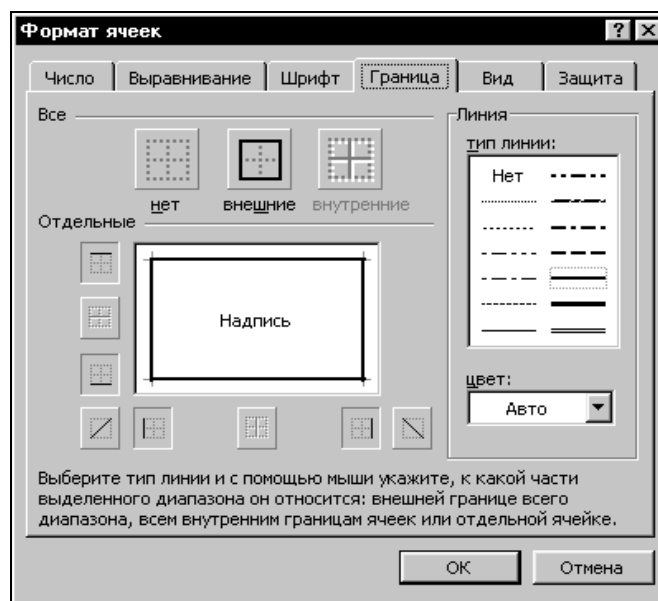 Формат ячеек
Число Выравнивание Шрифт Граница Вид Защита
Все
нет внешние внутренние
Отдельные
Надпись
Линия
тип линии:
Нет
цвет:
Авто
Выберите тип линии и с помощью мыши укажите, к какой части
выделенного диапазона он относится: внешней границе всего
диапазона, всем внутренним границам ячеек или отдельной ячейке.
ОК Отмена